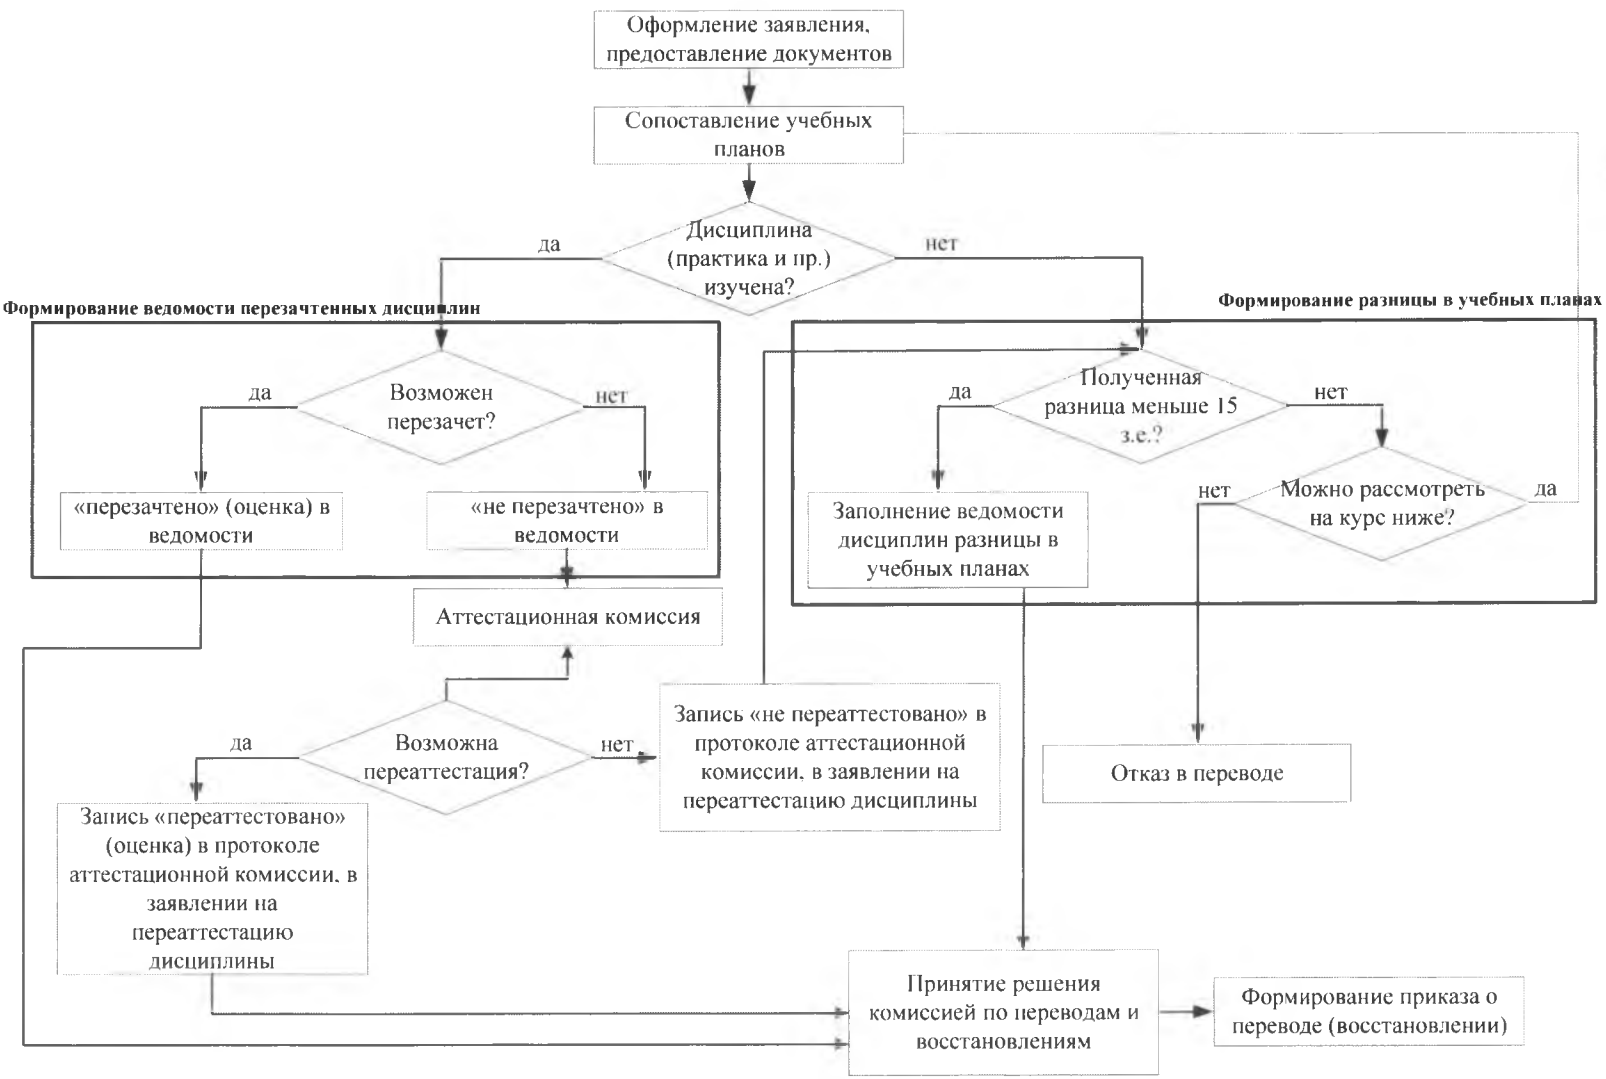 Оформление заявления,
предоставление документов
Сопоставление учебных
планов
Дисциплина
(практика и пр.)
изучена?
да
нет
Формирование ведомости перезачтенных дисциплин
Формирование разницы в учебных планах
Возможен
перезачет?
да
нет
«перезачтено» (оценка) в
ведомости
«не перезачтено» в
ведомости
Полученная
разница меньше 15
з.е.?
да
нет
Заполнение ведомости
дисциплин разницы в
учебных планах
Можно рассмотреть
на курс ниже?
нет
да
Аттестационная комиссия
Возможна
переаттестация?
да
нет
Запись «не переаттестовано» в
протоколе аттестационной
комиссии, в заявлении на
переаттестацию дисциплины
Отказ в переводе
Запись «переаттестовано»
(оценка) в протоколе
аттестационной комиссии, в
заявлении на
переаттестацию
дисциплины
Принятие решения
комиссией по переводам и
восстановлениям
Формирование приказа о
переводе (восстановлении)